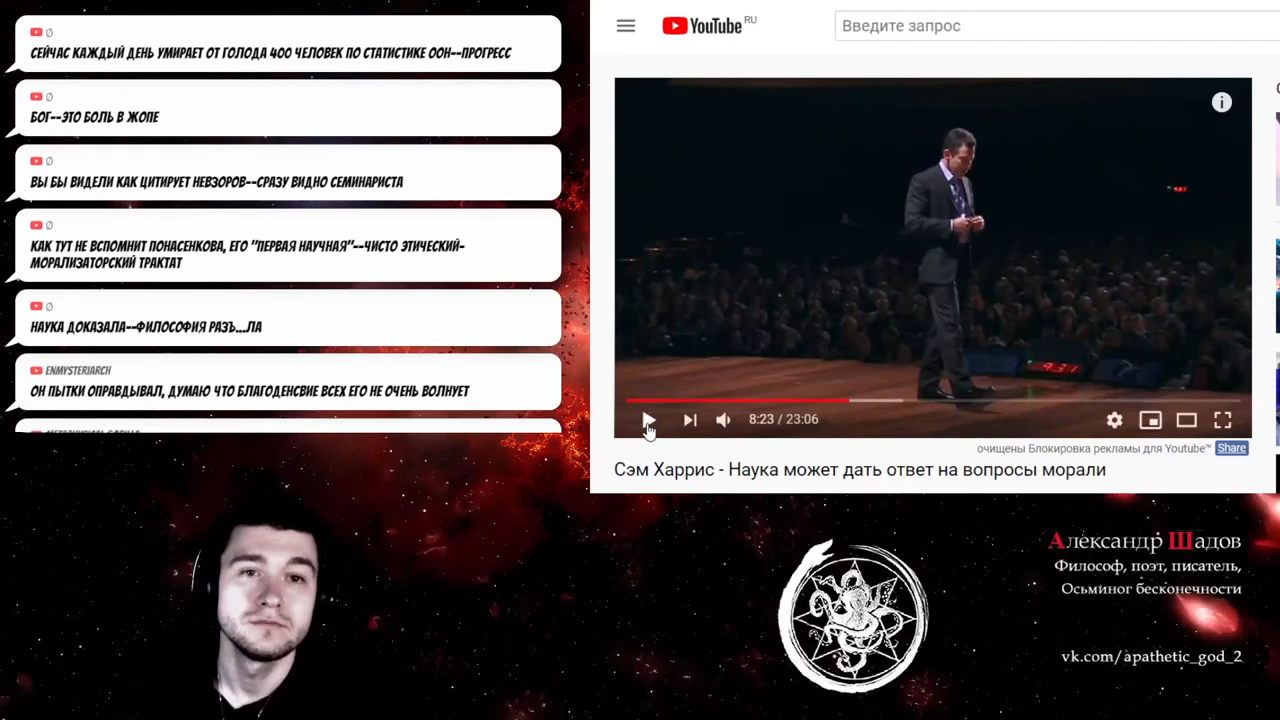 Ø
СЕЙЧАС КАЖДЫЙ ДЕНЬ УМИРАЕТ ОТ ГОЛОДА 400 ЧЕЛОВЕК ПО СТАТИСТИКЕ ООН--ПРОГРЕСС
Ø
БОГ--ЭТО БОЛЬ В ЖОПЕ
Ø
ВЫ БЫ ВИДЕЛИ КАК ЦИТИРУЕТ НЕВЗОРОВ--СРАЗУ ВИДНО СЕМИНАРИСТА
Ø
КАК ТУТ НЕ ВСПОМНИТ ПОНАСЕНКОВА, ЕГО "ПЕРВАЯ НАУЧНАЯ"--ЧИСТО ЭТИЧЕСКИЙ-
МОРАЛИЗАТОРСКИЙ ТРАКТАТ
Ø
НАУКА ДОКАЗАЛА--ФИЛОСОФИЯ РАЗЪ...ЛА
ENMYSTERIARCH
ОН ПЫТКИ ОПРАВДЫВАЛ, ДУМАЮ ЧТО БЛАГОДЕНСВИЕ ВСЕХ ЕГО НЕ ОЧЕНЬ ВОЛНУЕТ
YouTube RU
Введите запрос
9:31
8:23 / 23:06
очищены Блокировка рекламы для Youtube™ Share
Сэм Харрис - Наука может дать ответ на вопросы морали
Александр Шадов
Философ, поэт, писатель,
Осьминог бесконечности
vk.com/apathetic_god_2